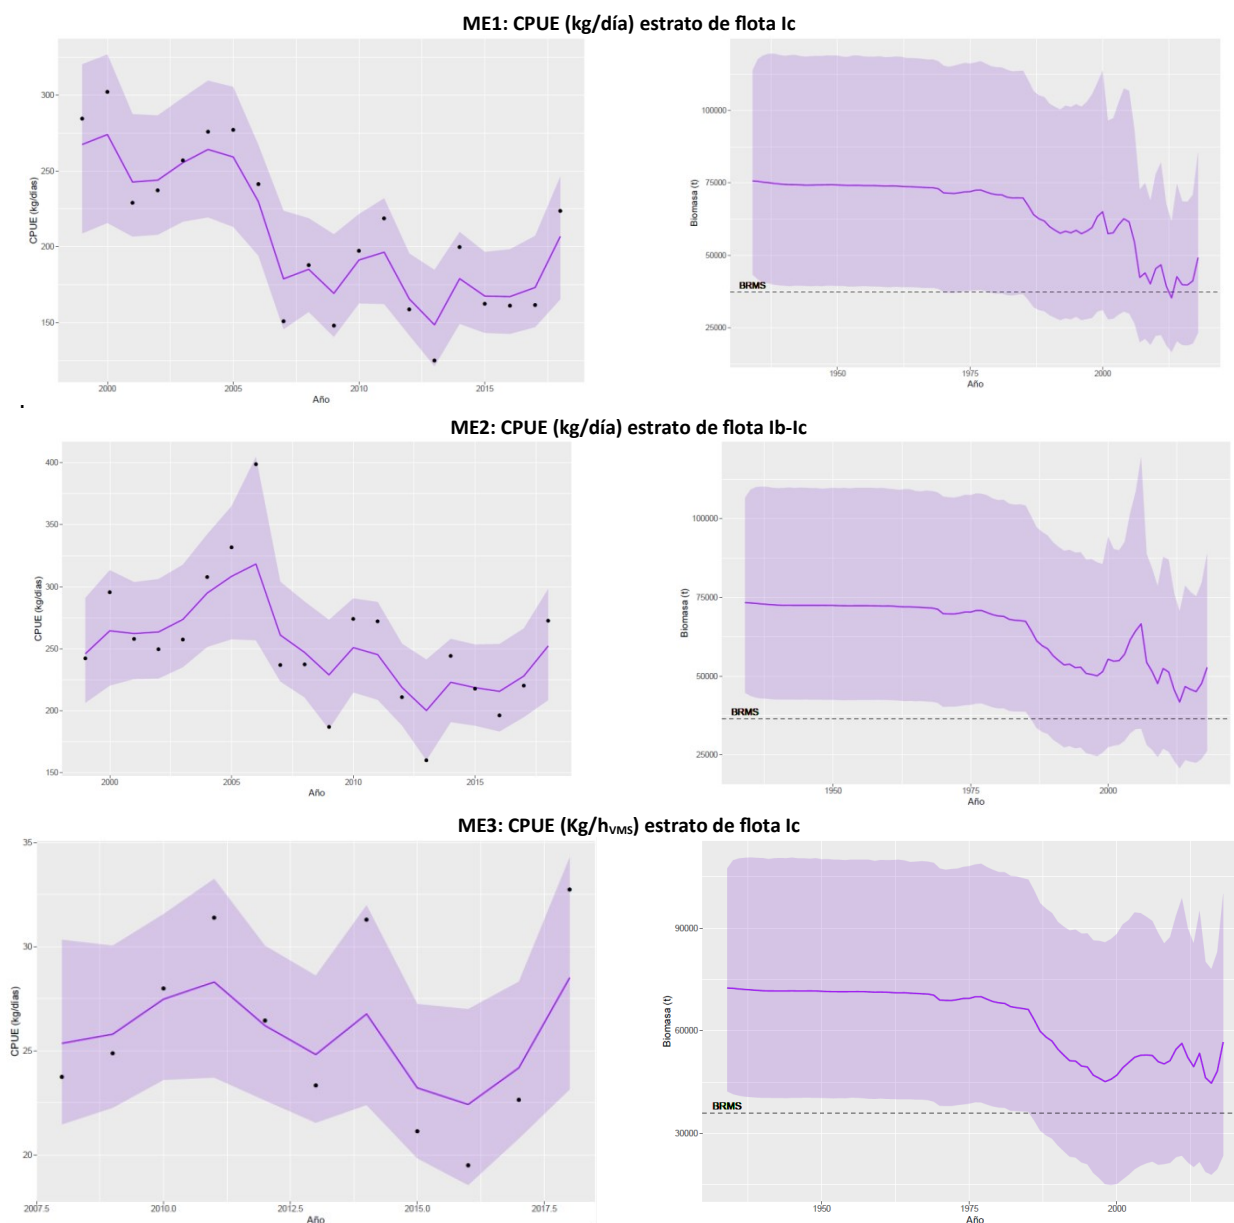 ME1: CPUE (kg/día) estrato de flota Ic
300
250
200
150
CPUE (kg/días)
2000 2005 2010 2015
Año
100000
75000
50000
25000
Biomasa (t)
BRMS
1950 1975 2000
Año
.
ME2: CPUE (kg/día) estrato de flota Ib-Ic
400
350
300
250
200
150
CPUE (kg/días)
2000 2005 2010 2015
Año
100000
75000
50000
25000
Biomasa (t)
BRMS
1950 1975 2000
Año
ME3: CPUE (Kg/hVMS) estrato de flota Ic
35
30
25
20
CPUE (kg/días)
2007.5 2010.0 2012.5 2015.0 2017.5
Año
90000
60000
30000
Biomasa (t)
BRMS
1950 1975 2000
Año